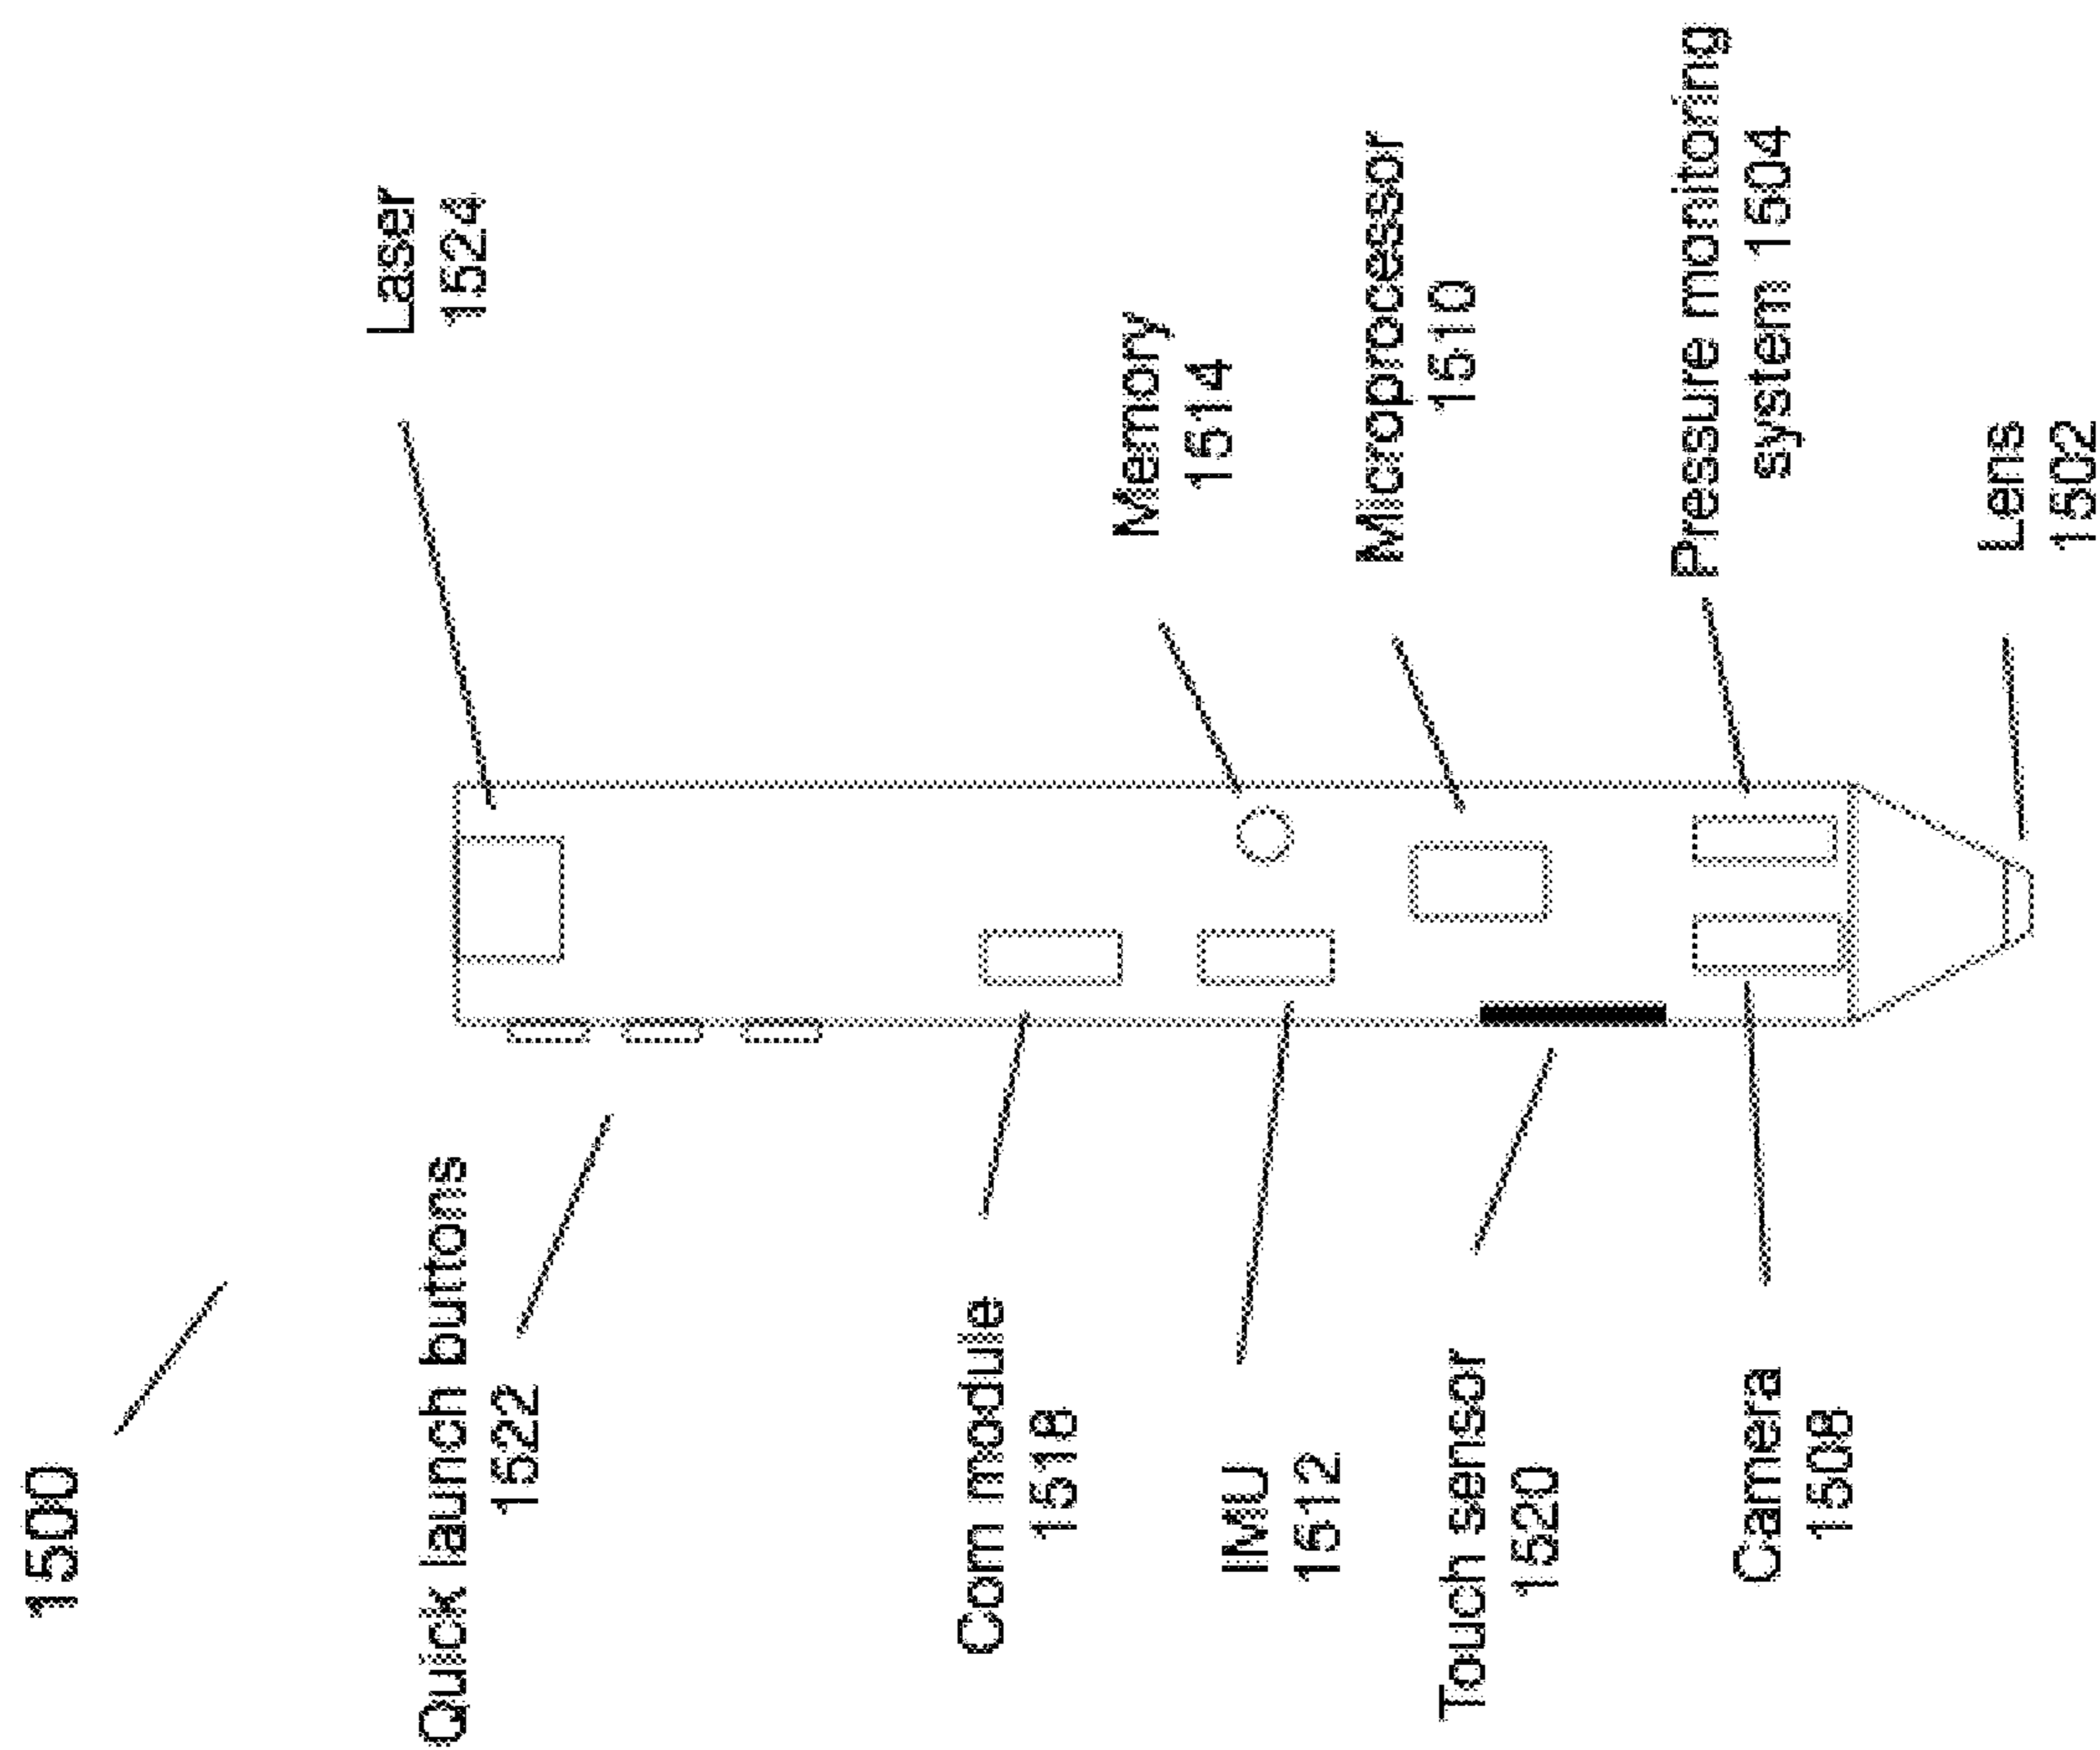 1500
Quick launch buttons
1522
Com module
1518
IMU
1512
Touch sensor
1520
Camera
1508
Laser
1524
Memory
1514
Microprocessor
1510
Pressure monitoring
system 1504
Lens
1502